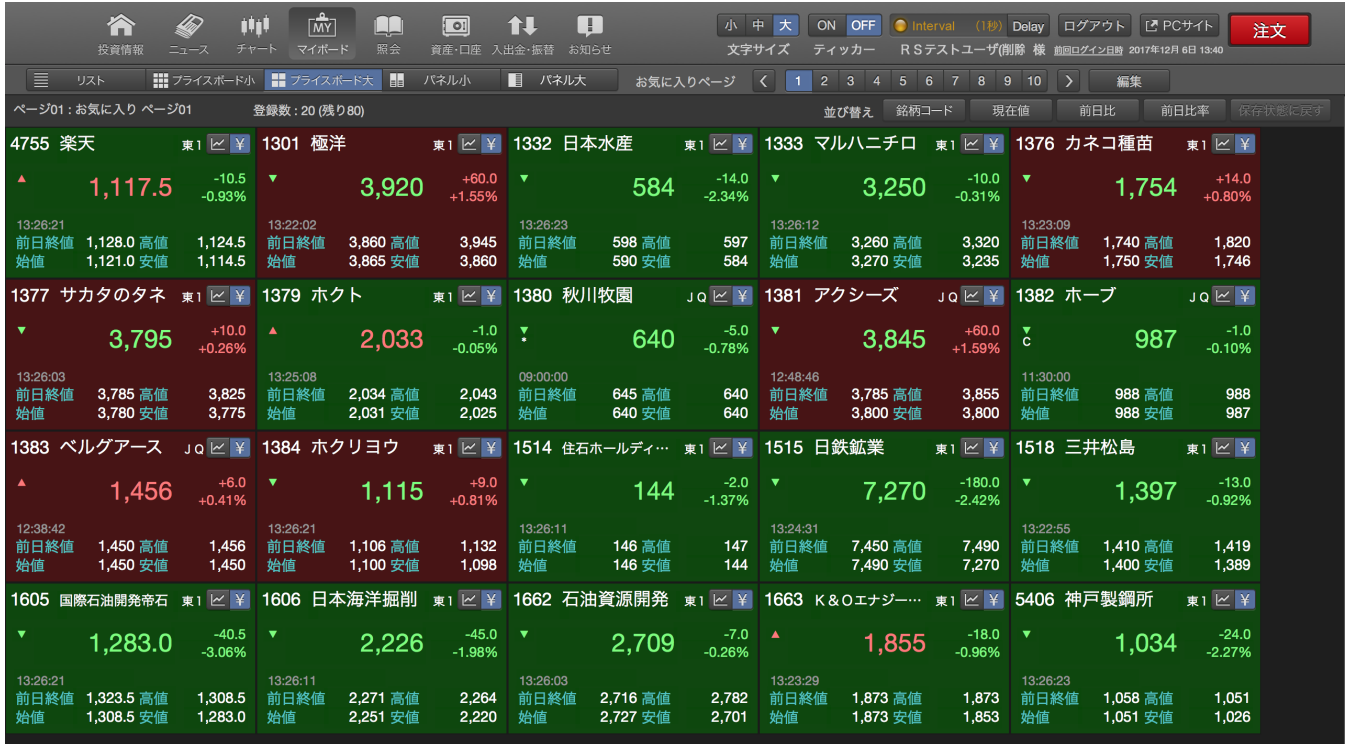 小 中 大 ON OFF Interval (1秒) Delay ログアウト PCサイト 注文
投資情報 ニュース チャート マイボード 照会 資産・口座 入出金・振替 お知らせ 文字サイズ ティッカー RSテストユーザ(削除 様 前回ログイン日時 2017年12月 6日 13:40
MY
リスト プライスボード小 プライスボード大 パネル小 パネル大 お気に入りページ 1 2 3 4 5 6 7 8 9 10 編集
ページ01 : お気に入り ページ01 登録数 : 20 (残り80) 並び替え 銘柄コード 現在値 前日比 前日比率 保存状態に戻す
4755 楽天 東1 ¥ 1301 極洋 東1 ¥ 1332 日本水産 東1 ¥ 1333 マルハニチロ 東1 ¥ 1376 カネコ種苗 東1 ¥
▲ 1,117.5 -10.5 ▼ 3,920 +60.0 ▼ 584 -14.0 ▼ 3,250 -10.0 ▼ 1,754 +14.0
-0.93% +1.55% -2.34% -0.31% +0.80%
13:26:21 13:22:02 13:26:23 13:26:12 13:23:09
前日終値 1,128.0 高値 1,124.5 前日終値 3,860 高値 3,945 前日終値 598 高値 597 前日終値 3,260 高値 3,320 前日終値 1,740 高値 1,820
始値 1,121.0 安値 1,114.5 始値 3,865 安値 3,860 始値 590 安値 584 始値 3,270 安値 3,235 始値 1,750 安値 1,746
1377 サカタのタネ 東1 ¥ 1379 ホクト 東1 ¥ 1380 秋川牧園 JQ ¥ 1381 アクシーズ JQ ¥ 1382 ホーブ JQ ¥
▼ 3,795 +10.0 ▲ 2,033 -1.0 ▼ 640 -5.0 ▼ 3,845 +60.0 ▼ 987 -1.0
+0.26% -0.05% * -0.78% +1.59% C -0.10%
13:26:03 13:25:08 09:00:00 12:48:46 11:30:00
前日終値 3,785 高値 3,825 前日終値 2,034 高値 2,043 前日終値 645 高値 640 前日終値 3,785 高値 3,855 前日終値 988 高値 988
始値 3,780 安値 3,775 始値 2,031 安値 2,025 始値 640 安値 640 始値 3,800 安値 3,800 始値 988 安値 987
1383 ベルグアース JQ ¥ 1384 ホクリヨウ 東1 ¥ 1514 住石ホールディ… 東1 ¥ 1515 日鉄鉱業 東1 ¥ 1518 三井松島 東1 ¥
▲ 1,456 +6.0 ▼ 1,115 +9.0 ▼ 144 -2.0 ▼ 7,270 -180.0 ▼ 1,397 -13.0
+0.41% +0.81% -1.37% -2.42% -0.92%
12:38:42 13:26:21 13:26:11 13:24:31 13:22:55
前日終値 1,450 高値 1,456 前日終値 1,106 高値 1,132 前日終値 146 高値 147 前日終値 7,450 高値 7,490 前日終値 1,410 高値 1,419
始値 1,450 安値 1,450 始値 1,100 安値 1,098 始値 146 安値 144 始値 7,490 安値 7,270 始値 1,400 安値 1,389
1605 国際石油開発帝石 東1 ¥ 1606 日本海洋掘削 東1 ¥ 1662 石油資源開発 東1 ¥ 1663 K&Oエナジー… 東1 ¥ 5406 神戸製鋼所 東1 ¥
▼ 1,283.0 -40.5 ▼ 2,226 -45.0 ▼ 2,709 -7.0 ▲ 1,855 -18.0 ▼ 1,034 -24.0
-3.06% -1.98% -0.26% -0.96% -2.27%
13:26:21 13:26:11 13:26:03 13:23:29 13:26:23
前日終値 1,323.5 高値 1,308.5 前日終値 2,271 高値 2,264 前日終値 2,716 高値 2,782 前日終値 1,873 高値 1,873 前日終値 1,058 高値 1,051
始値 1,308.5 安値 1,283.0 始値 2,251 安値 2,220 始値 2,727 安値 2,701 始値 1,873 安値 1,853 始値 1,051 安値 1,026